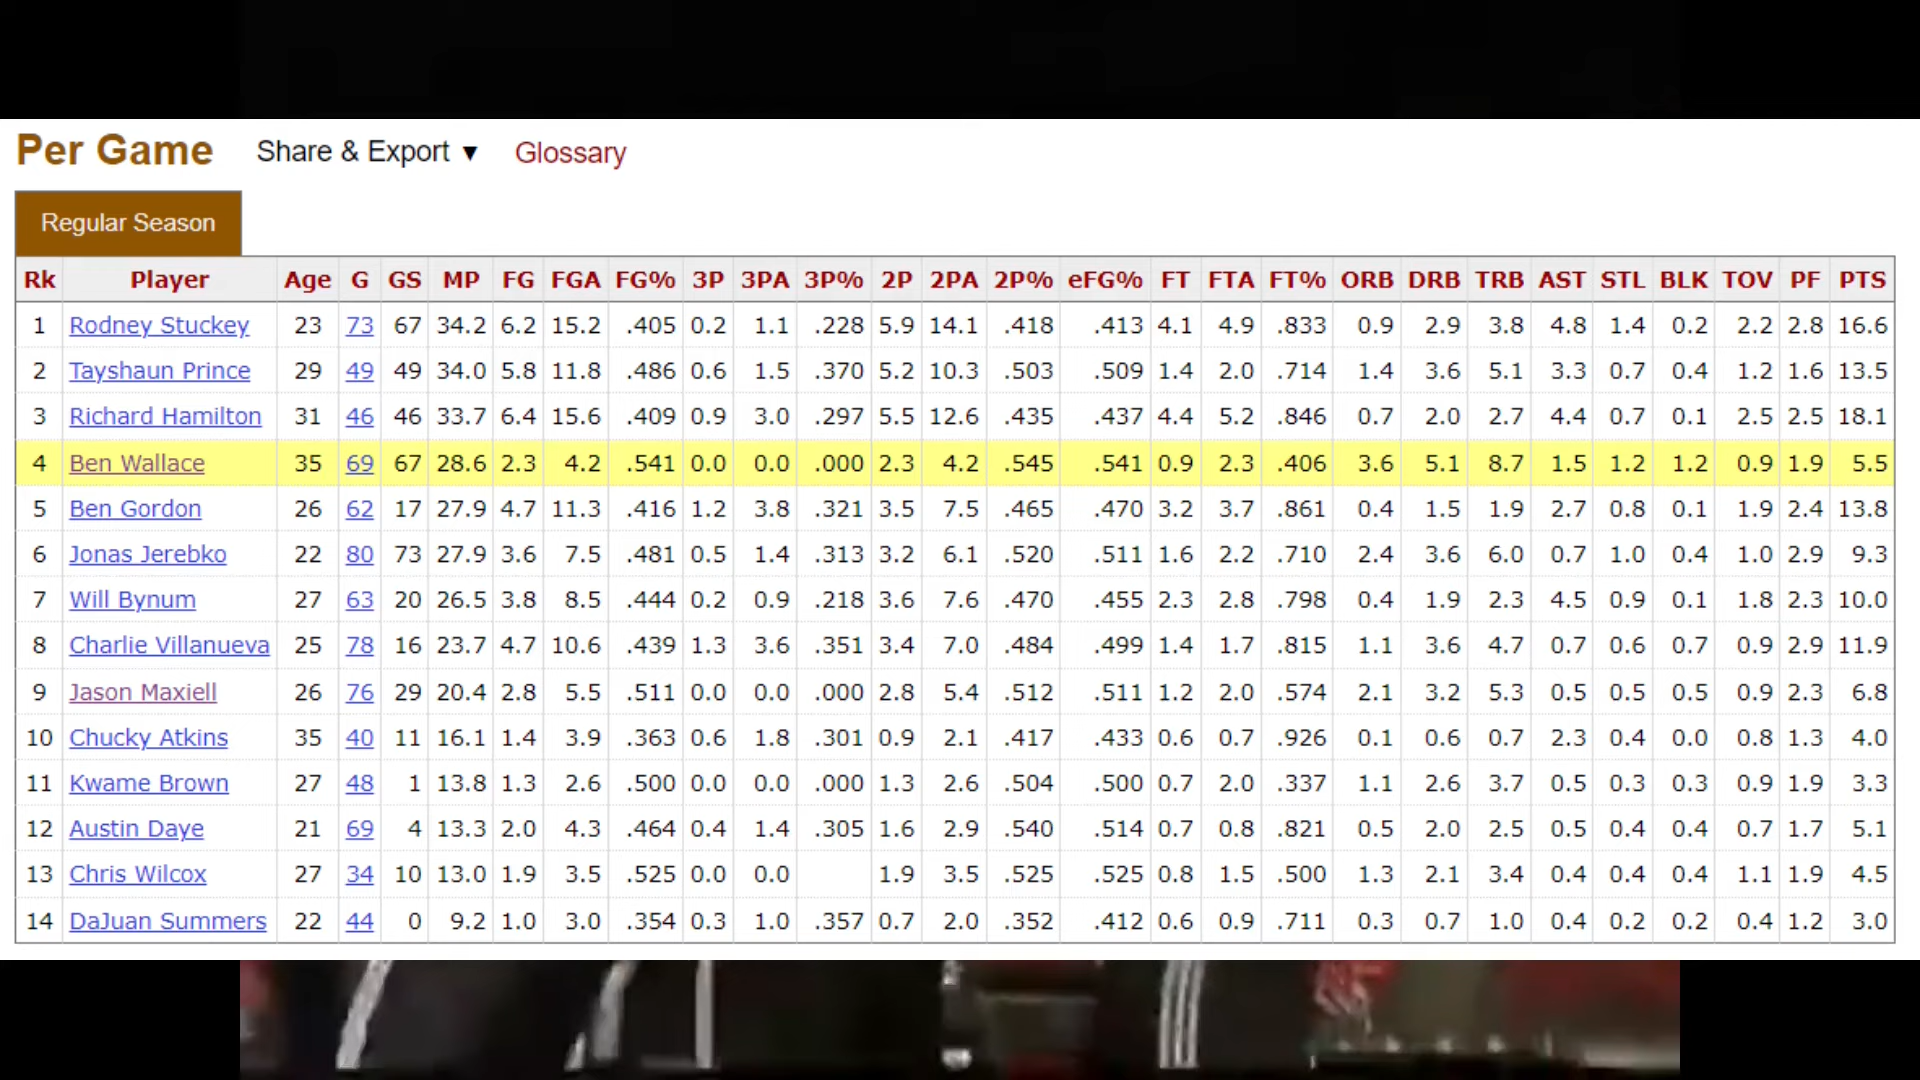 Per Game Share & Export ▼ Glossary
Regular Season
Rk Player Age G GS MP FG FGA FG% 3P 3PA 3P% 2P 2PA 2P% eFG% FT FTA FT% ORB DRB TRB AST STL BLK TOV PF PTS
1 Rodney Stuckey 23 73 67 34.2 6.2 15.2 .405 0.2 1.1 .228 5.9 14.1 .418 .413 4.1 4.9 .833 0.9 2.9 3.8 4.8 1.4 0.2 2.2 2.8 16.6
2 Tayshaun Prince 29 49 49 34.0 5.8 11.8 .486 0.6 1.5 .370 5.2 10.3 .503 .509 1.4 2.0 .714 1.4 3.6 5.1 3.3 0.7 0.4 1.2 1.6 13.5
3 Richard Hamilton 31 46 46 33.7 6.4 15.6 .409 0.9 3.0 .297 5.5 12.6 .435 .437 4.4 5.2 .846 0.7 2.0 2.7 4.4 0.7 0.1 2.5 2.5 18.1
4 Ben Wallace 35 69 67 28.6 2.3 4.2 .541 0.0 0.0 .000 2.3 4.2 .545 .541 0.9 2.3 .406 3.6 5.1 8.7 1.5 1.2 1.2 0.9 1.9 5.5
5 Ben Gordon 26 62 17 27.9 4.7 11.3 .416 1.2 3.8 .321 3.5 7.5 .465 .470 3.2 3.7 .861 0.4 1.5 1.9 2.7 0.8 0.1 1.9 2.4 13.8
6 Jonas Jerebko 22 80 73 27.9 3.6 7.5 .481 0.5 1.4 .313 3.2 6.1 .520 .511 1.6 2.2 .710 2.4 3.6 6.0 0.7 1.0 0.4 1.0 2.9 9.3
7 Will Bynum 27 63 20 26.5 3.8 8.5 .444 0.2 0.9 .218 3.6 7.6 .470 .455 2.3 2.8 .798 0.4 1.9 2.3 4.5 0.9 0.1 1.8 2.3 10.0
8 Charlie Villanueva 25 78 16 23.7 4.7 10.6 .439 1.3 3.6 .351 3.4 7.0 .484 .499 1.4 1.7 .815 1.1 3.6 4.7 0.7 0.6 0.7 0.9 2.9 11.9
9 Jason Maxiell 26 76 29 20.4 2.8 5.5 .511 0.0 0.0 .000 2.8 5.4 .512 .511 1.2 2.0 .574 2.1 3.2 5.3 0.5 0.5 0.5 0.9 2.3 6.8
10 Chucky Atkins 35 40 11 16.1 1.4 3.9 .363 0.6 1.8 .301 0.9 2.1 .417 .433 0.6 0.7 .926 0.1 0.6 0.7 2.3 0.4 0.0 0.8 1.3 4.0
11 Kwame Brown 27 48 1 13.8 1.3 2.6 .500 0.0 0.0 .000 1.3 2.6 .504 .500 0.7 2.0 .337 1.1 2.6 3.7 0.5 0.3 0.3 0.9 1.9 3.3
12 Austin Daye 21 69 4 13.3 2.0 4.3 .464 0.4 1.4 .305 1.6 2.9 .540 .514 0.7 0.8 .821 0.5 2.0 2.5 0.5 0.4 0.4 0.7 1.7 5.1
13 Chris Wilcox 27 34 10 13.0 1.9 3.5 .525 0.0 0.0 1.9 3.5 .525 .525 0.8 1.5 .500 1.3 2.1 3.4 0.4 0.4 0.4 1.1 1.9 4.5
14 DaJuan Summers 22 44 0 9.2 1.0 3.0 .354 0.3 1.0 .357 0.7 2.0 .352 .412 0.6 0.9 .711 0.3 0.7 1.0 0.4 0.2 0.2 0.4 1.2 3.0